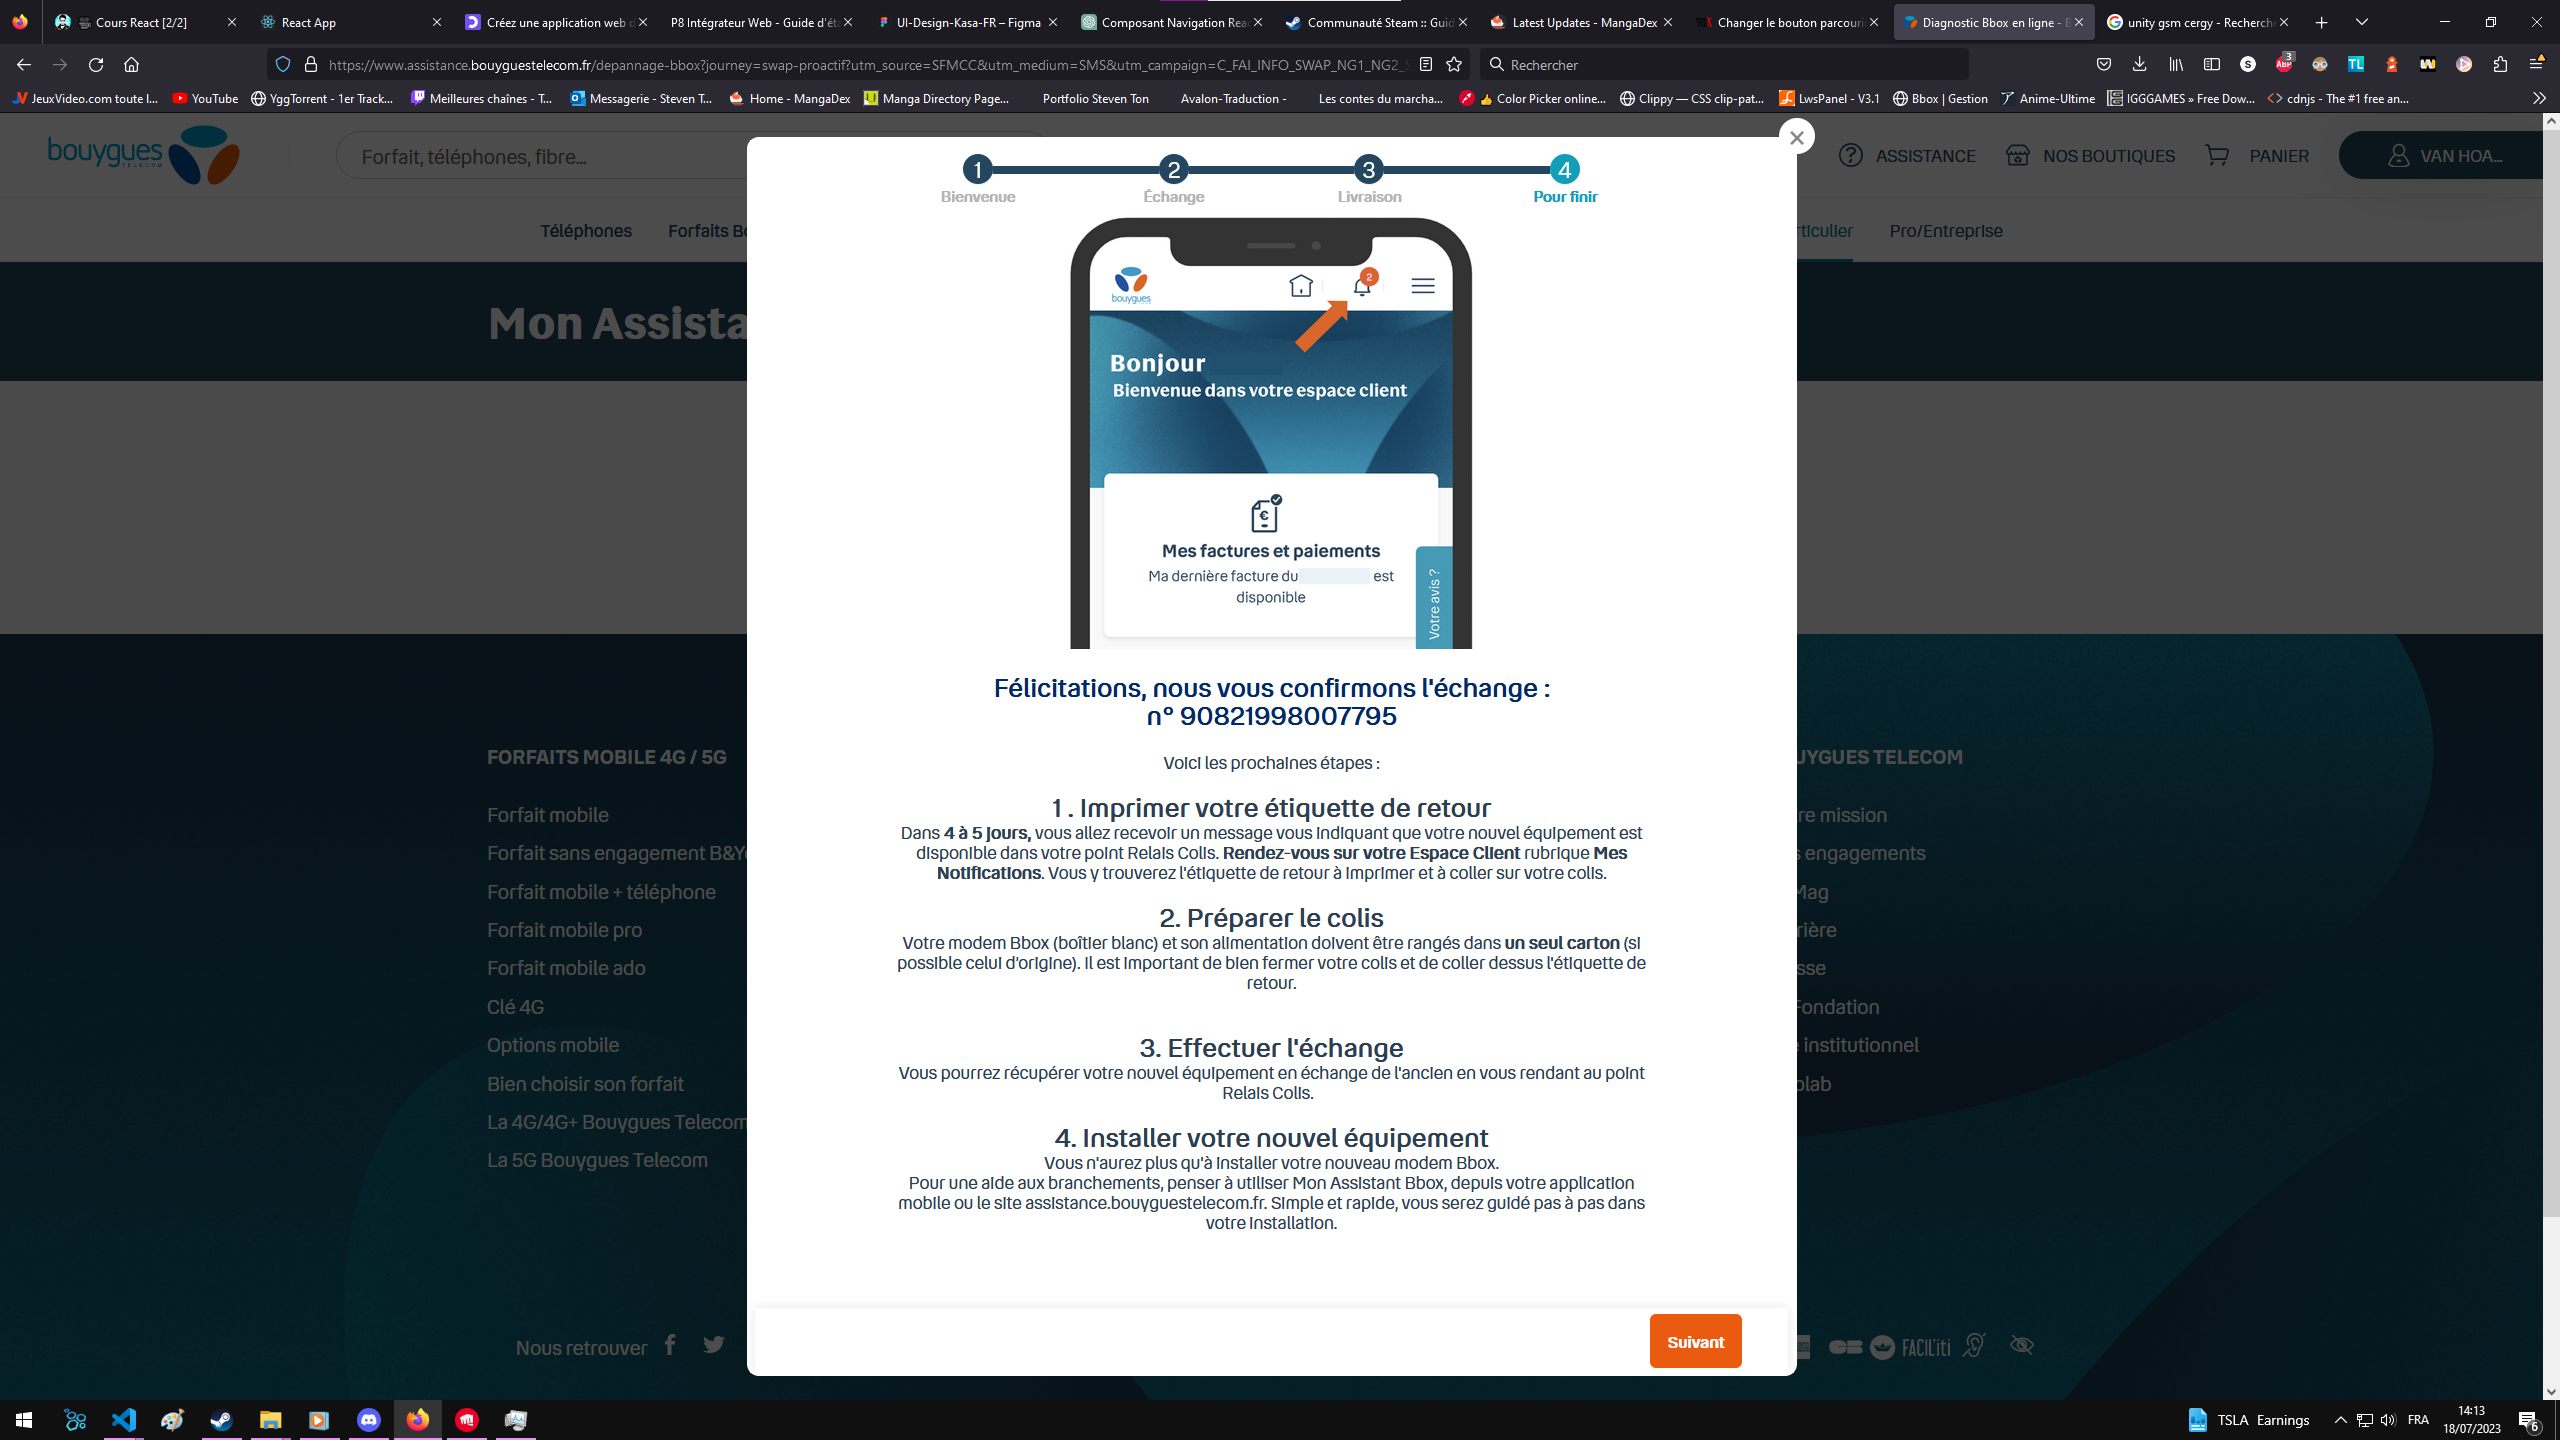 Cours React [2/2]
React App
Créez une application web d
P8 Intégrateur Web - Guide d'éta
UI-Design-Kasa-FR – Figma
Composant Navigation Rea
Communauté Steam :: Guid
Latest Updates - MangaDex
Changer le bouton parcouri
Diagnostic Bbox en ligne - B
unity gsm cergy - Recherche
https://www.assistance.bouyguestelecom.fr/depannage-bbox?journey=swap-proactif?utm_source=SFMCC&utm_medium=SMS&utm_campaign=C_FAI_INFO_SWAP_NG1_NG2_S
Rechercher
3
JeuxVideo.com toute l...
YouTube
YggTorrent - 1er Track...
Meilleures chaînes - T...
Messagerie - Steven T...
Home - MangaDex
Manga Directory Page...
Portfolio Steven Ton
Avalon-Traduction -
Les contes du marcha...
Color Picker online...
Clippy — CSS clip-pat...
LwsPanel - V3.1
Bbox | Gestion
Anime-Ultime
IGGGAMES » Free Dow...
cdnjs - The #1 free an...
bouygues
TELECOM
Forfait, téléphones, fibre...
ASSISTANCE
NOS BOUTIQUES
PANIER
VAN HOA...
Téléphones
Forfaits Bo
rticulier
Pro/Entreprise
Mon Assista
1
2
3
4
Bienvenue
Échange
Livraison
Pour finir
bouygues
2
Bonjour
Bienvenue dans votre espace client
Mes factures et paiements
Ma dernière facture du est
disponible
Votre avis ?
Félicitations, nous vous confirmons l'échange :
n° 90821998007795
Voici les prochaines étapes :
1 . Imprimer votre étiquette de retour
Dans 4 à 5 jours, vous allez recevoir un message vous indiquant que votre nouvel équipement est
disponible dans votre point Relais Colis. Rendez-vous sur votre Espace Client rubrique Mes
Notifications. Vous y trouverez l'étiquette de retour à imprimer et à coller sur votre colis.
2. Préparer le colis
Votre modem Bbox (boîtier blanc) et son alimentation doivent être rangés dans un seul carton (si
possible celui d'origine). Il est important de bien fermer votre colis et de coller dessus l'étiquette de
retour.
3. Effectuer l'échange
Vous pourrez récupérer votre nouvel équipement en échange de l'ancien en vous rendant au point
Relais Colis.
4. Installer votre nouvel équipement
Vous n'aurez plus qu'à installer votre nouveau modem Bbox.
Pour une aide aux branchements, penser à utiliser Mon Assistant Bbox, depuis votre application
mobile ou le site assistance.bouyguestelecom.fr. Simple et rapide, vous serez guidé pas à pas dans
votre installation.
Suivant
FORFAITS MOBILE 4G / 5G
Forfait mobile
Forfait sans engagement B&Yo
Forfait mobile + téléphone
Forfait mobile pro
Forfait mobile ado
Clé 4G
Options mobile
Bien choisir son forfait
La 4G/4G+ Bouygues Telecom
La 5G Bouygues Telecom
UYGUES TELECOM
re mission
s engagements
Mag
rière
sse
Fondation
e institutionnel
olab
Nous retrouver
FACIL'iti
TSLA Earnings
FRA
14:13
18/07/2023
6